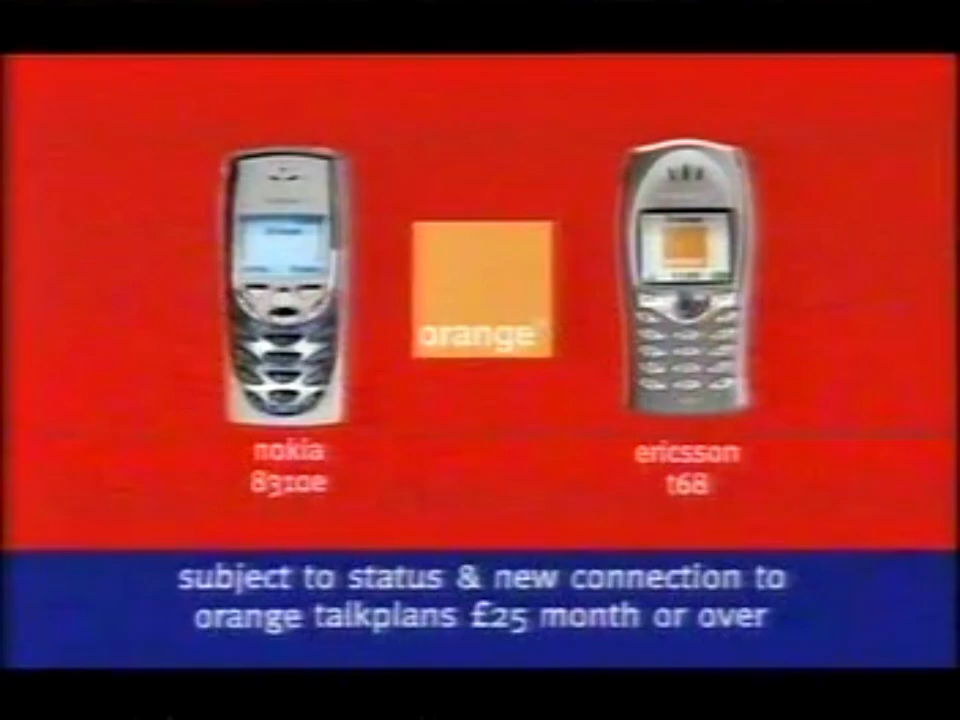 orange
nokia
8310e
ericsson
t68
subject to status & new connection to
orange talkplans £25 month or over